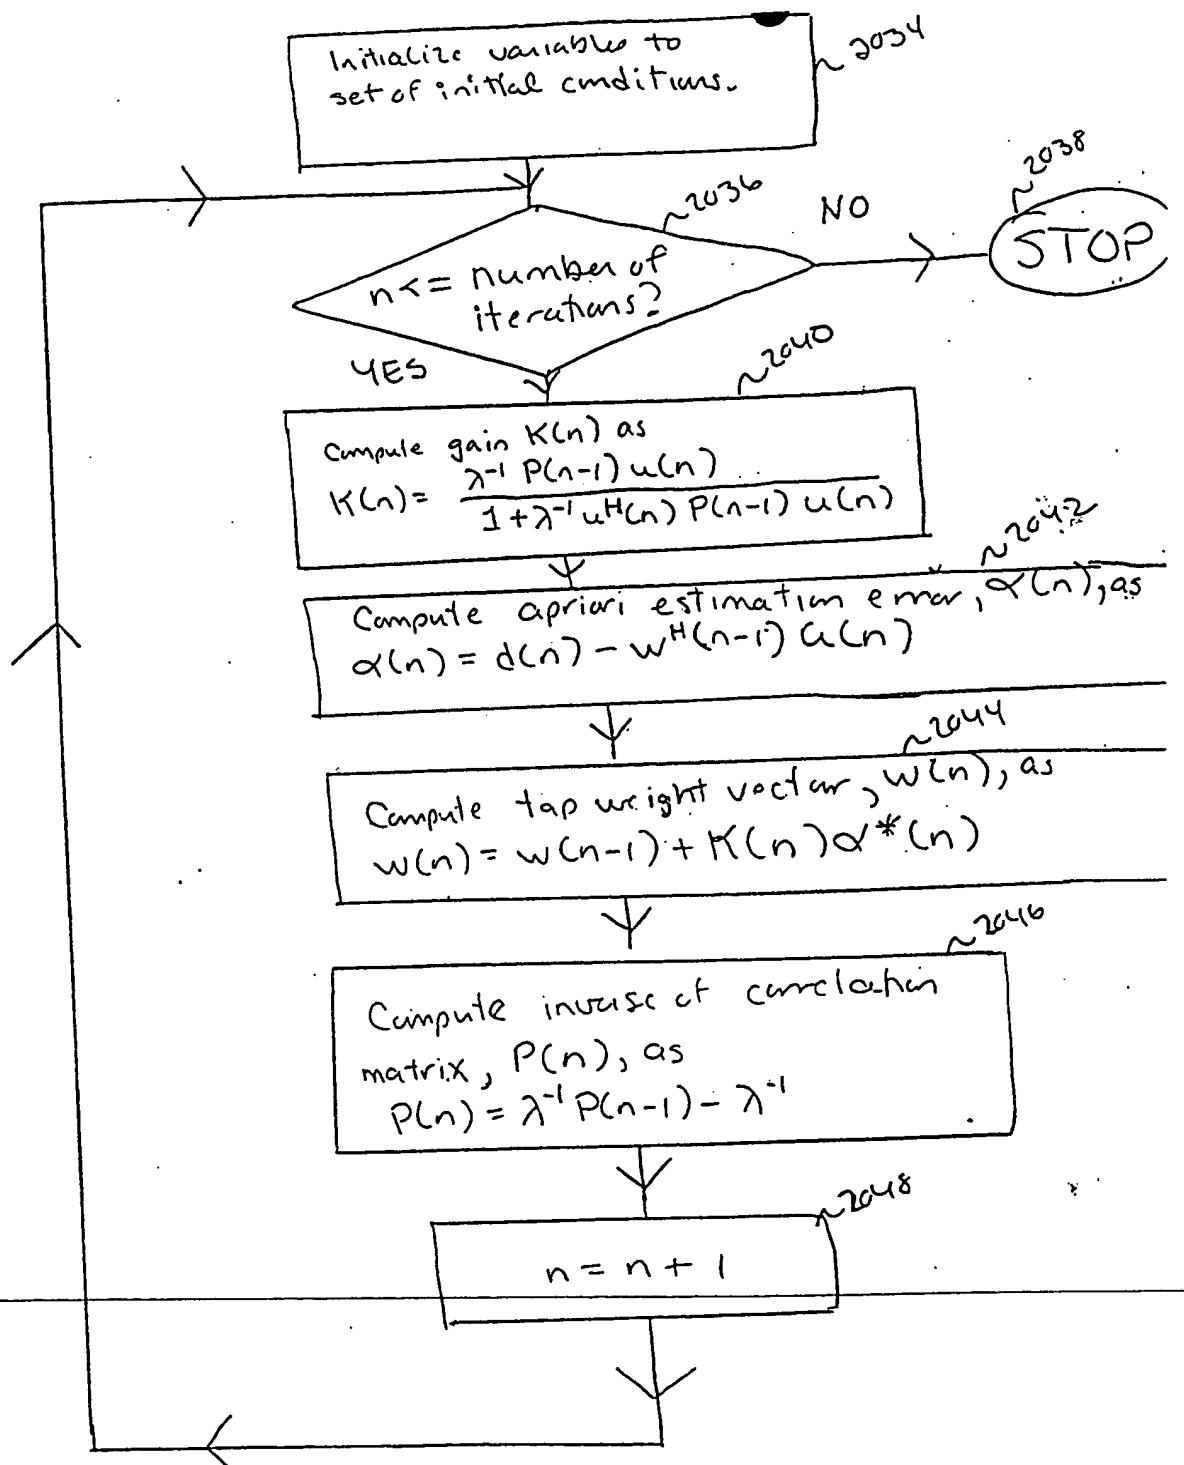 Initialize variables to
set of initial conditions.
~2034
~2036
n <= number of
iterations?
NO
~2038
STOP
YES
~2040
Compute gain K(n) as
K(n) = λ⁻¹ P(n-1) u(n)
1 + λ⁻¹ uᴴ(n) P(n-1) u(n)
~2042
Compute apriori estimation error, α(n), as
α(n) = d(n) - wᴴ(n-1) u(n)
~2044
Compute tap weight vector, w(n), as
w(n) = w(n-1) + K(n) α*(n)
~2046
Compute inverse of correlation
matrix, P(n), as
P(n) = λ⁻¹ P(n-1) - λ⁻¹
~2048
n = n + 1